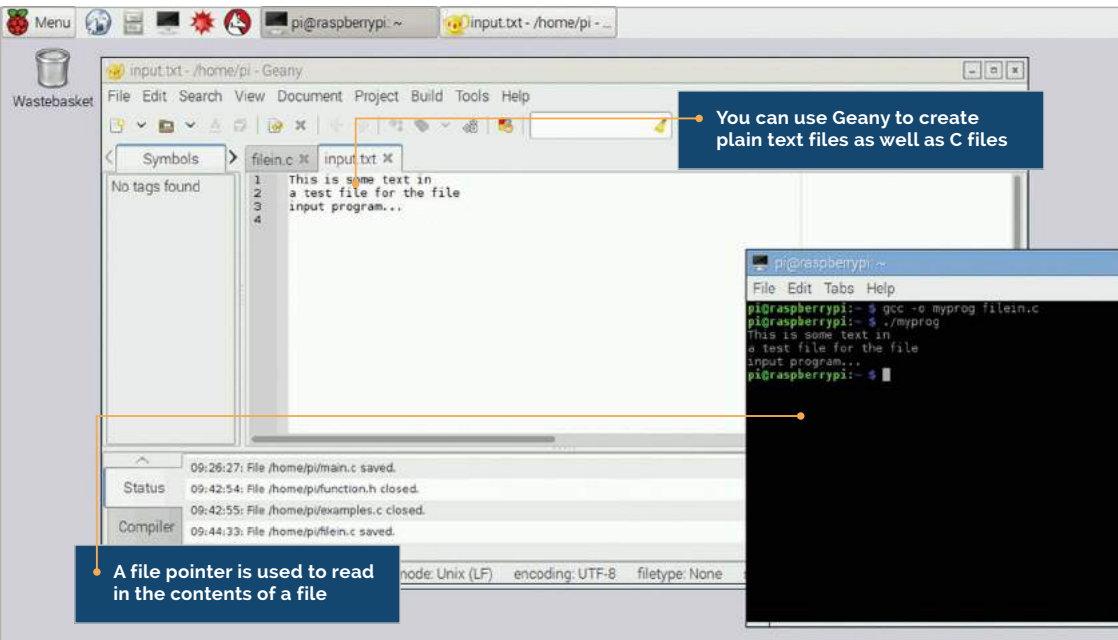 Menu
pi@raspberrypi: ~
input.txt - /home/pi - ...
Wastebasket
input.txt - /home/pi - Geany
File Edit Search View Document Project Build Tools Help
You can use Geany to create
plain text files as well as C files
Symbols
filein.c
input.txt
No tags found
1 This is some text in
2 a test file for the file
3 input program...
4
pi@raspberrypi: ~
File Edit Tabs Help
pi@raspberrypi:~ $ gcc -o myprog filein.c
pi@raspberrypi:~ $ ./myprog
This is some text in
a test file for the file
input program...
pi@raspberrypi:~ $
Status
Compiler
09:26:27: File /home/pi/main.c saved.
09:42:54: File /home/pi/function.h closed.
09:42:55: File /home/pi/examples.c closed.
09:44:33: File /home/pi/filein.c saved.
A file pointer is used to read
in the contents of a file
mode: Unix (LF) encoding: UTF-8 filetype: None